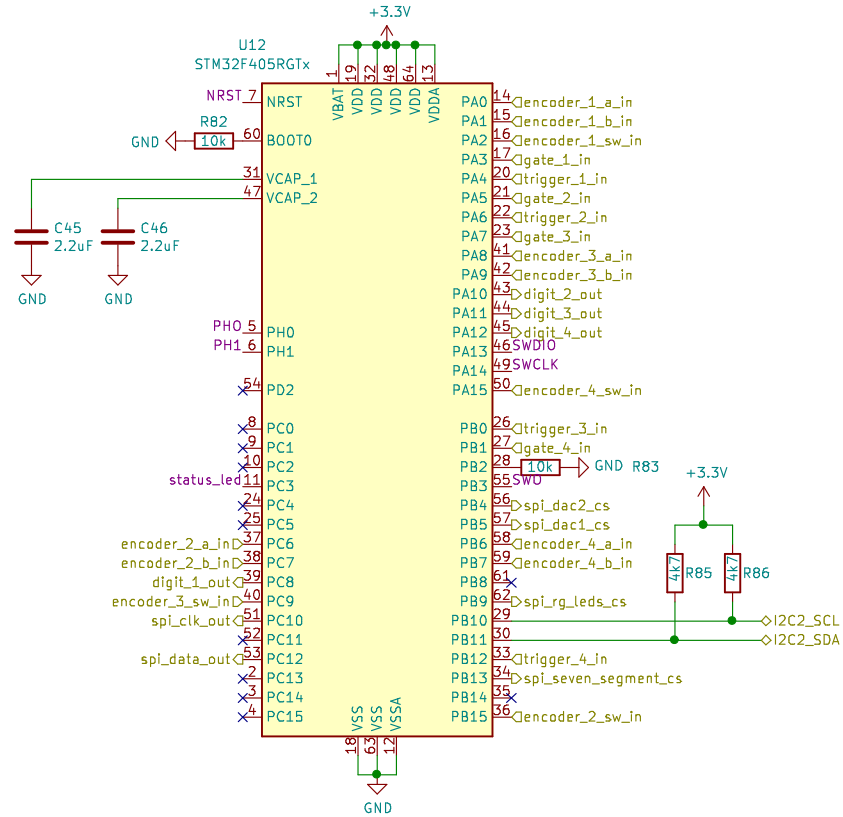 +3.3V
U12
STM32F405RGTx
1 19 32 48 64 13
VBAT VDD VDD VDD VDD VDDA
NRST 7 NRST
R82
GND 10k 60 BOOT0
31 VCAP_1
47 VCAP_2
C45
2.2uF
GND
C46
2.2uF
GND
PH0 5 PH0
PH1 6 PH1
54 PD2
8 PC0
9 PC1
10 PC2
status_led 11 PC3
24 PC4
25 PC5
encoder_2_a_in 37 PC6
encoder_2_b_in 38 PC7
digit_1_out 39 PC8
encoder_3_sw_in 40 PC9
spi_clk_out 51 PC10
52 PC11
spi_data_out 53 PC12
2 PC13
3 PC14
4 PC15
PA0 14 encoder_1_a_in
PA1 15 encoder_1_b_in
PA2 16 encoder_1_sw_in
PA3 17 gate_1_in
PA4 20 trigger_1_in
PA5 21 gate_2_in
PA6 22 trigger_2_in
PA7 23 gate_3_in
PA8 41 encoder_3_a_in
PA9 42 encoder_3_b_in
PA10 43 digit_2_out
PA11 44 digit_3_out
PA12 45 digit_4_out
PA13 46 SWDIO
PA14 49 SWCLK
PA15 50 encoder_4_sw_in
PB0 26 trigger_3_in
PB1 27 gate_4_in
PB2 28 10k GND R83
PB3 55 SWO
PB4 56 spi_dac2_cs
PB5 57 spi_dac1_cs
PB6 58 encoder_4_a_in
PB7 59 encoder_4_b_in
PB8 61
PB9 62 spi_rg_leds_cs
PB10 29 I2C2_SCL
PB11 30 I2C2_SDA
PB12 33 trigger_4_in
PB13 34 spi_seven_segment_cs
PB14 35
PB15 36 encoder_2_sw_in
+3.3V
4k7 R85
4k7 R86
VSS VSS VSSA
18 63 12
GND